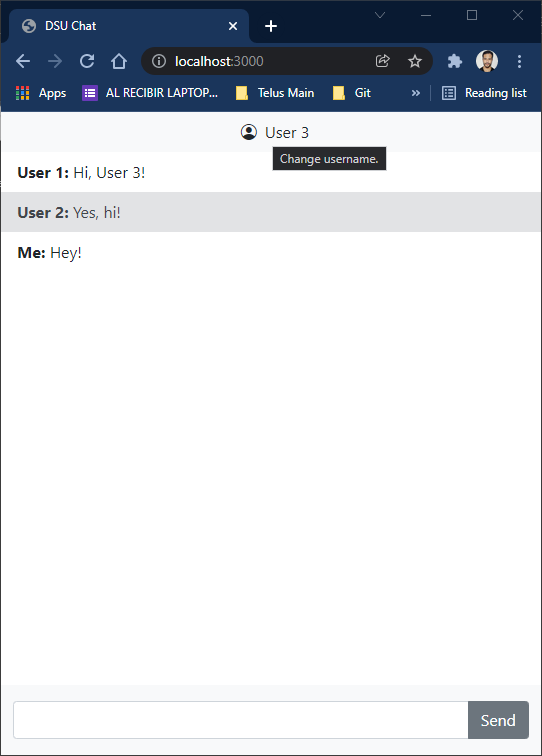 DSU Chat
localhost:3000
Apps
AL RECIBIR LAPTOP...
Telus Main
Git
»
Reading list
User 3
Change username.
User 1: Hi, User 3!
User 2: Yes, hi!
Me: Hey!
Send